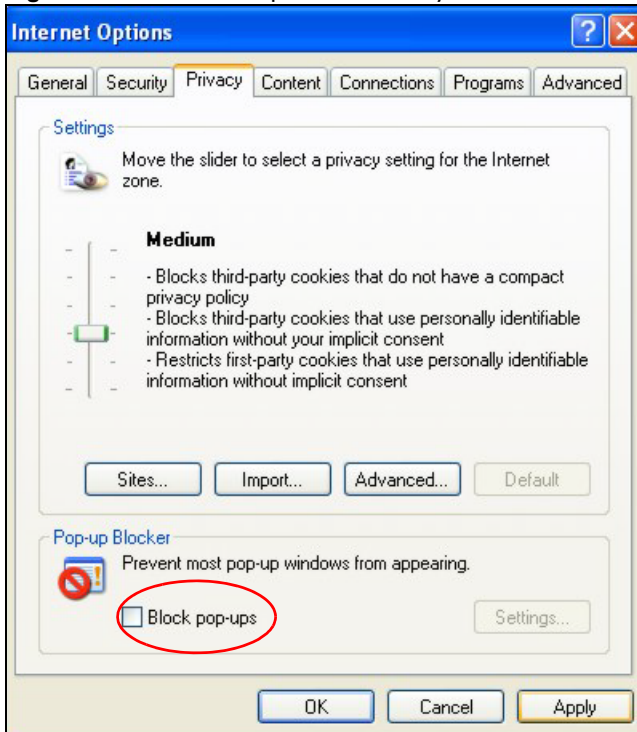 Internet Options
General Security Privacy Content Connections Programs Advanced
Settings
Move the slider to select a privacy setting for the Internet
zone.
Medium
- Blocks third-party cookies that do not have a compact
privacy policy
- Blocks third-party cookies that use personally identifiable
information without your implicit consent
- Restricts first-party cookies that use personally identifiable
information without implicit consent
Sites... Import... Advanced... Default
Pop-up Blocker
Prevent most pop-up windows from appearing.
Block pop-ups Settings...
OK Cancel Apply